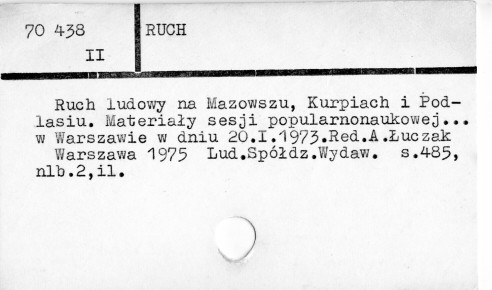 70 438 RUCH
II
Ruch ludowy na Mazowszu, Kurpiach i Pod-
lasiu. Materiały sesji popularnonaukowej...
w Warszawie w dniu 20.I.1973.Red.A.Łuczak
Warszawa 1975 Lud.Spółdz.Wydaw. s.485,
nlb.2,il.